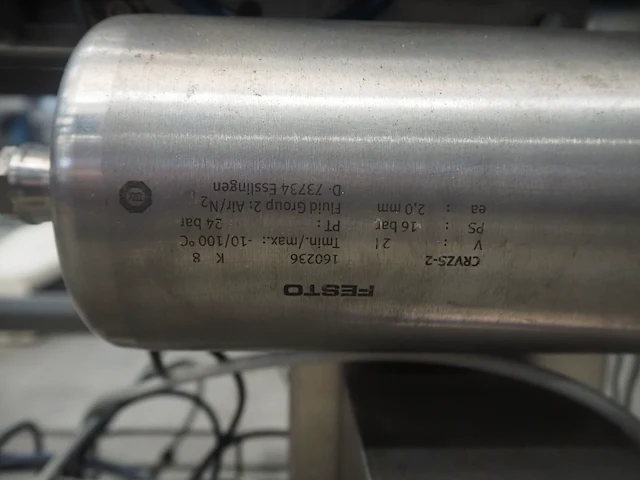 FESTO
CRVZS-2 160236 K 8
V : 2 l Tmin./max.: -10/100 °C
PS : 16 bar PT : 24 bar
ea : 2,0 mm Fluid Group 2: Air/N2
D- 73734 Esslingen